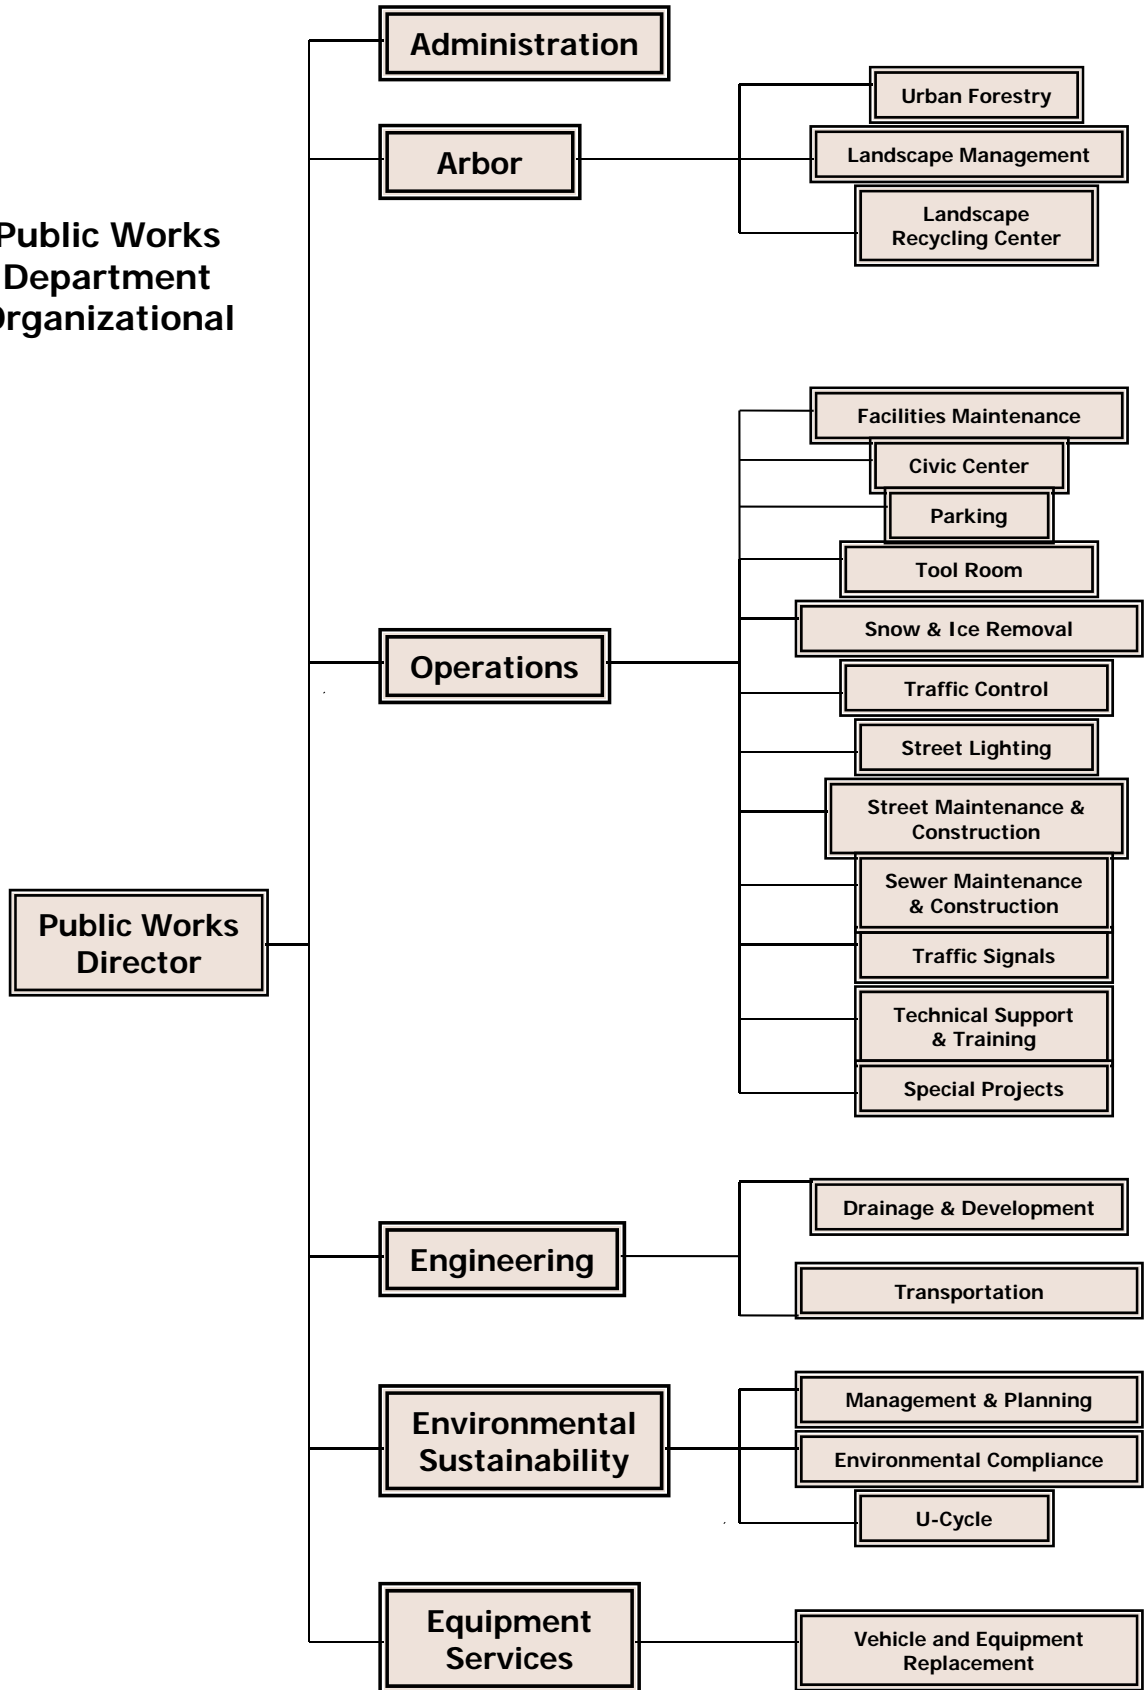 Public Works
Department
Organizational
Administration
Arbor
Urban Forestry
Landscape Management
Landscape
Recycling Center
Operations
Facilities Maintenance
Civic Center
Parking
Tool Room
Snow & Ice Removal
Traffic Control
Street Lighting
Street Maintenance &
Construction
Sewer Maintenance
& Construction
Traffic Signals
Technical Support
& Training
Special Projects
Public Works
Director
Engineering
Drainage & Development
Transportation
Environmental
Sustainability
Management & Planning
Environmental Compliance
U-Cycle
Equipment
Services
Vehicle and Equipment
Replacement